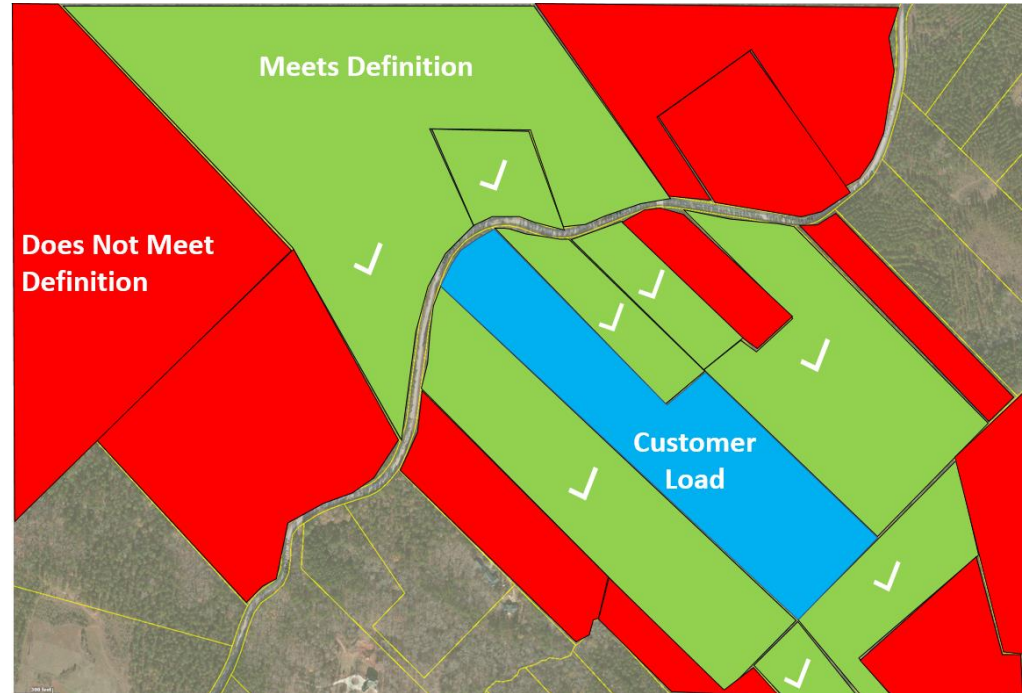 Meets Definition
Does Not Meet
Definition
Customer
Load